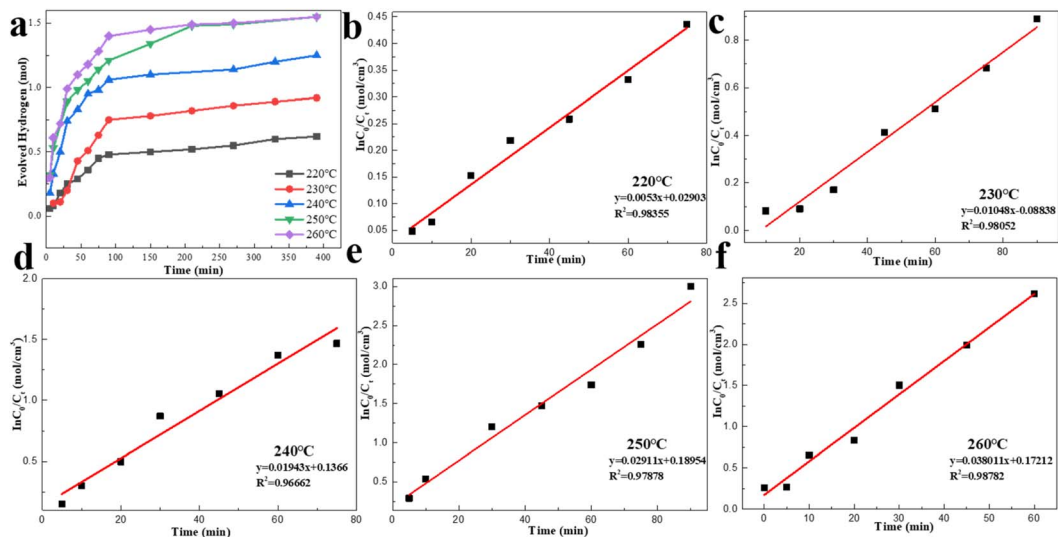 a
Evolved Hydrogen (mol)
1.5
1.0
0.5
0.0
220°C
230°C
240°C
250°C
260°C
0 50 100 150 200 250 300 350 400
Time (min)
b
lnC0/Ct (mol/cm³)
0.45
0.40
0.35
0.30
0.25
0.20
0.15
0.10
0.05
220°C
y=0.0053x+0.02903
R²=0.98355
0 20 40 60 80
Time (min)
c
lnC0/Ct (mol/cm³)
0.8
0.6
0.4
0.2
0.0
230°C
y=0.01048x-0.08838
R²=0.98052
20 40 60 80
Time (min)
d
lnC0/Ct (mol/cm³)
2.0
1.5
1.0
0.5
240°C
y=0.01943x+0.1366
R²=0.96662
0 20 40 60 80
Time (min)
e
lnC0/Ct (mol/cm³)
3.0
2.5
2.0
1.5
1.0
0.5
250°C
y=0.02911x+0.18954
R²=0.97878
0 20 40 60 80
Time (min)
f
lnC0/Ct (mol/cm³)
2.5
2.0
1.5
1.0
0.5
0.0
260°C
y=0.038011x+0.17212
R²=0.98782
0 10 20 30 40 50 60
Time (min)